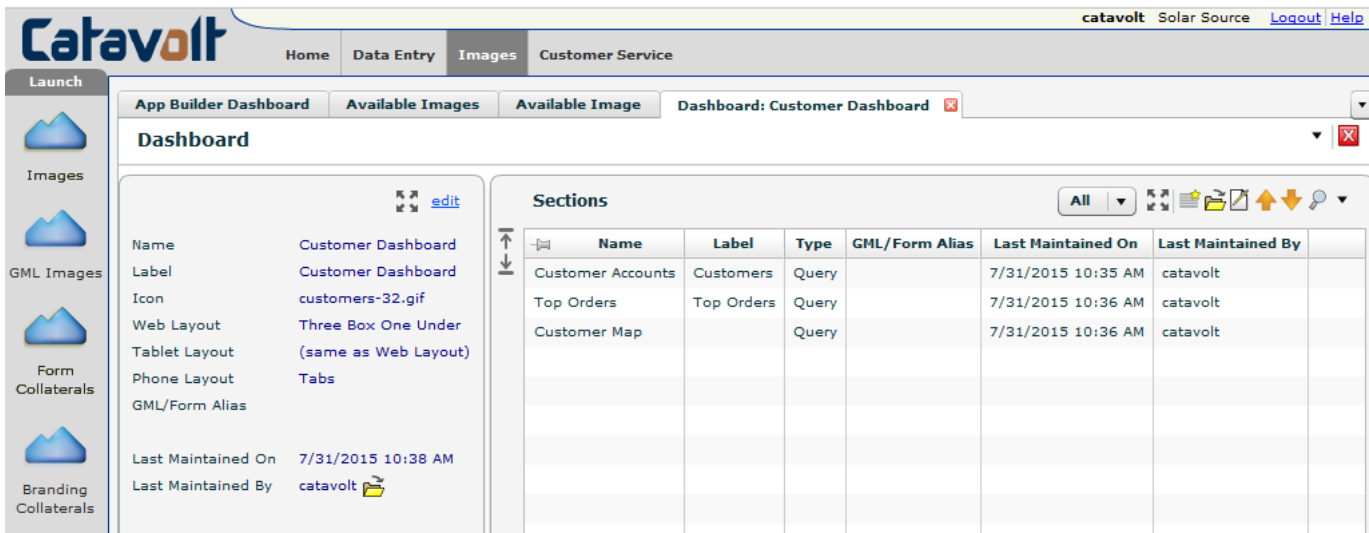 catavolt Solar Source Logout Help
Catavolt
Home Data Entry Images Customer Service
Launch
App Builder Dashboard Available Images Available Image Dashboard: Customer Dashboard
Dashboard
Images
GML Images
Form
Collaterals
Branding
Collaterals
edit
Name Customer Dashboard
Label Customer Dashboard
Icon customers-32.gif
Web Layout Three Box One Under
Tablet Layout (same as Web Layout)
Phone Layout Tabs
GML/Form Alias
Last Maintained On 7/31/2015 10:38 AM
Last Maintained By catavolt
Sections All
Name Label Type GML/Form Alias Last Maintained On Last Maintained By
Customer Accounts Customers Query 7/31/2015 10:35 AM catavolt
Top Orders Top Orders Query 7/31/2015 10:36 AM catavolt
Customer Map Query 7/31/2015 10:36 AM catavolt